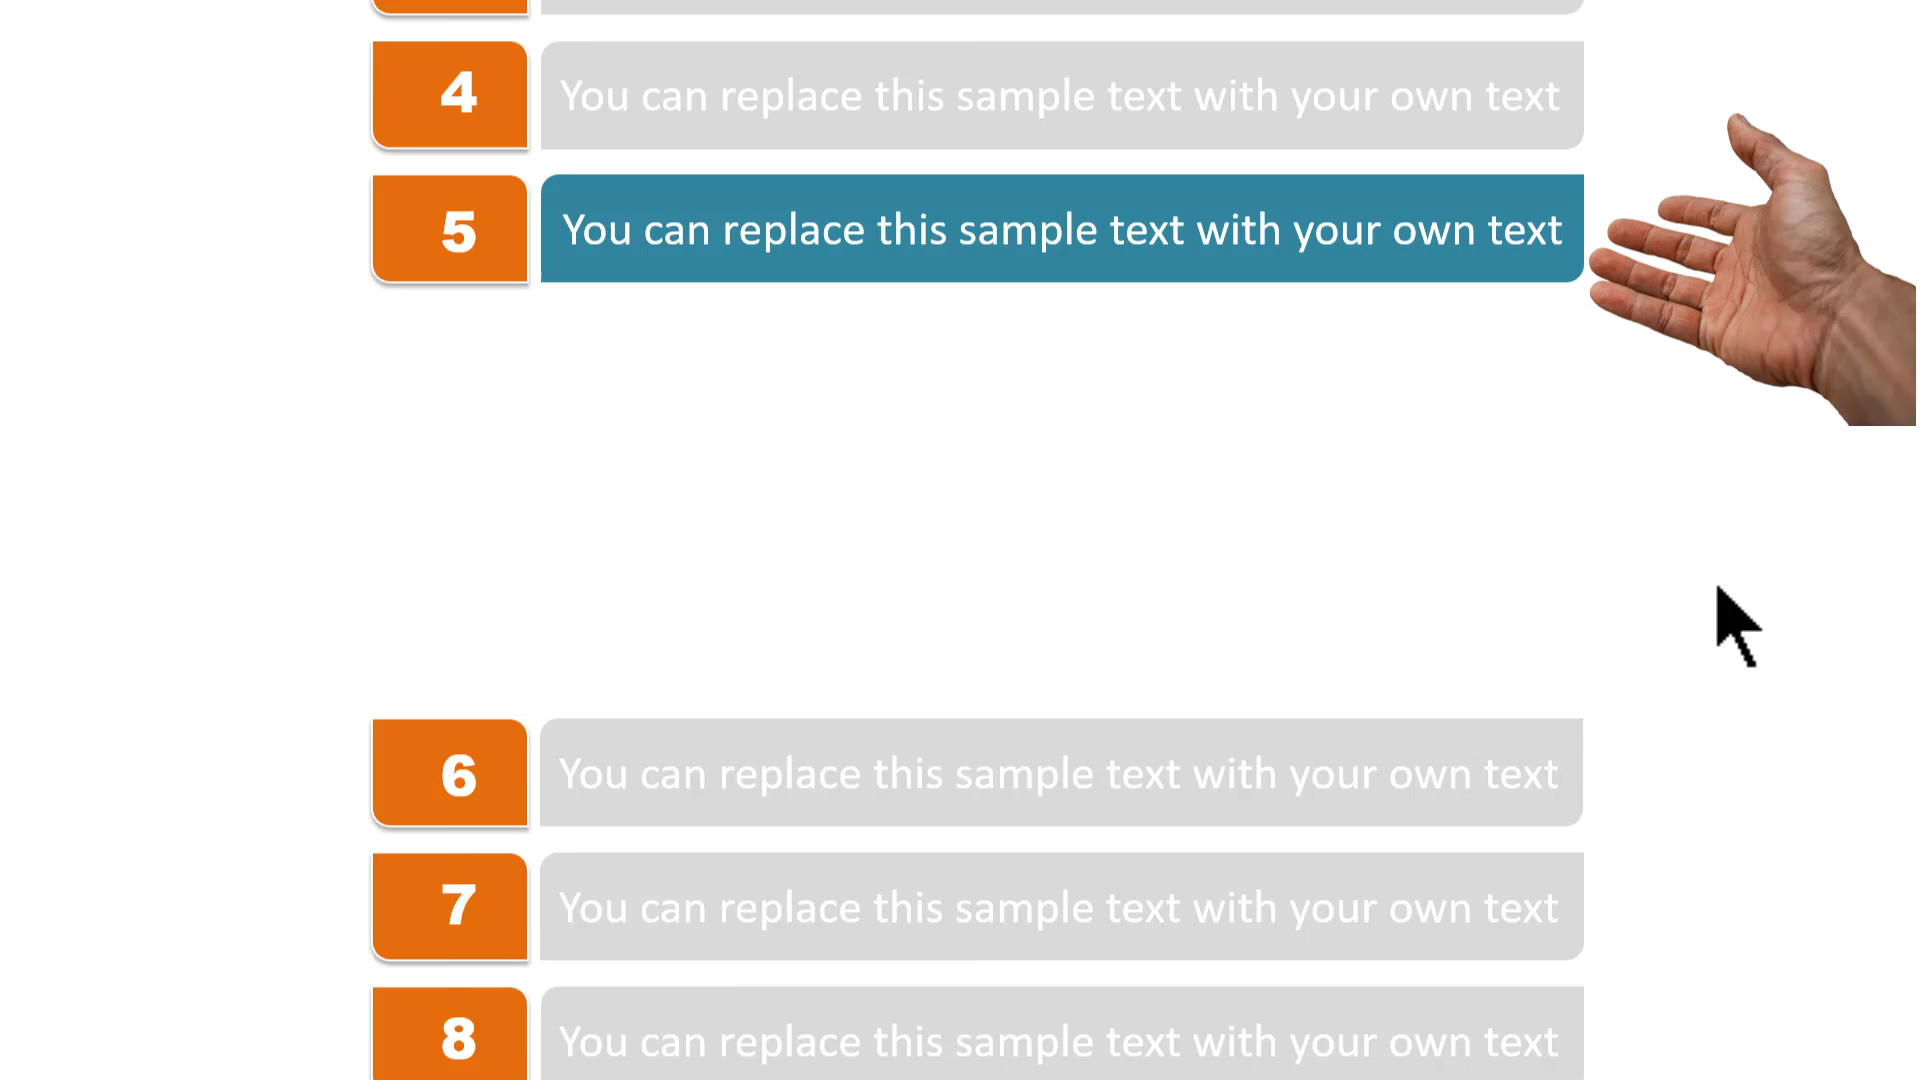 4 You can replace this sample text with your own text
5 You can replace this sample text with your own text
6 You can replace this sample text with your own text
7 You can replace this sample text with your own text
8 You can replace this sample text with your own text